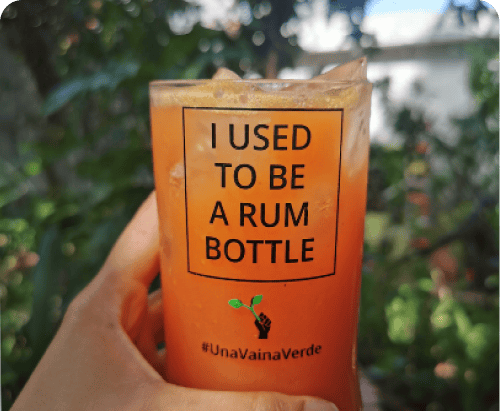 I USED
TO BE
A RUM
BOTTLE
#UnaVainaVerde